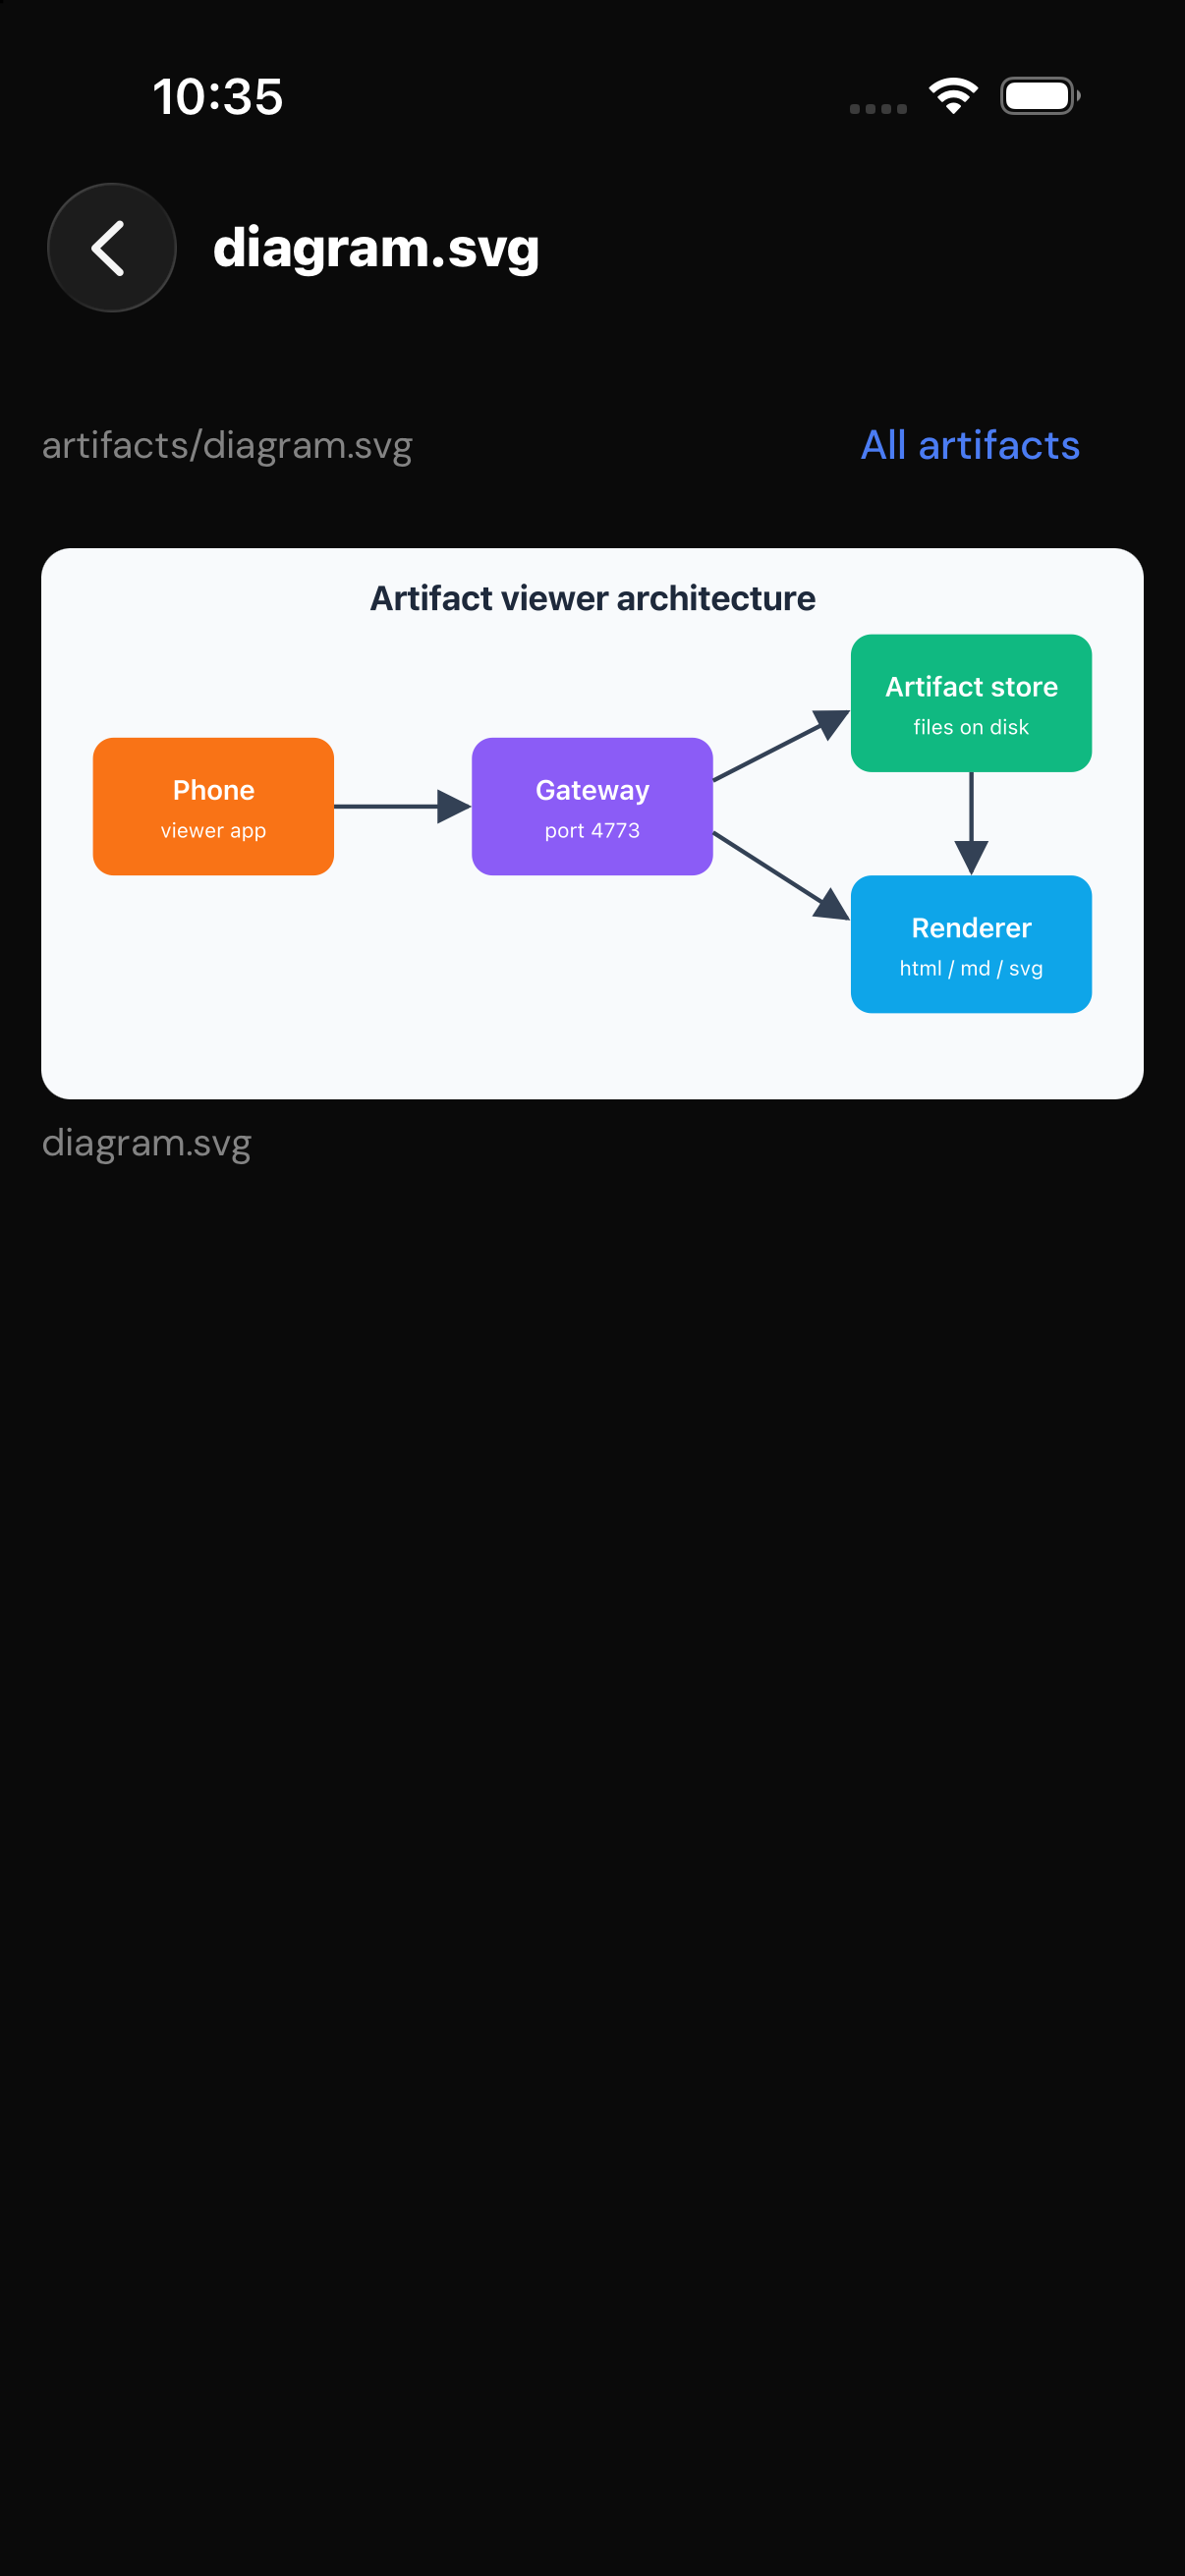 10:35
diagram.svg
artifacts/diagram.svg
All artifacts
Artifact viewer architecture
Artifact store
files on disk
Phone
viewer app
Gateway
port 4773
Renderer
html / md / svg
diagram.svg